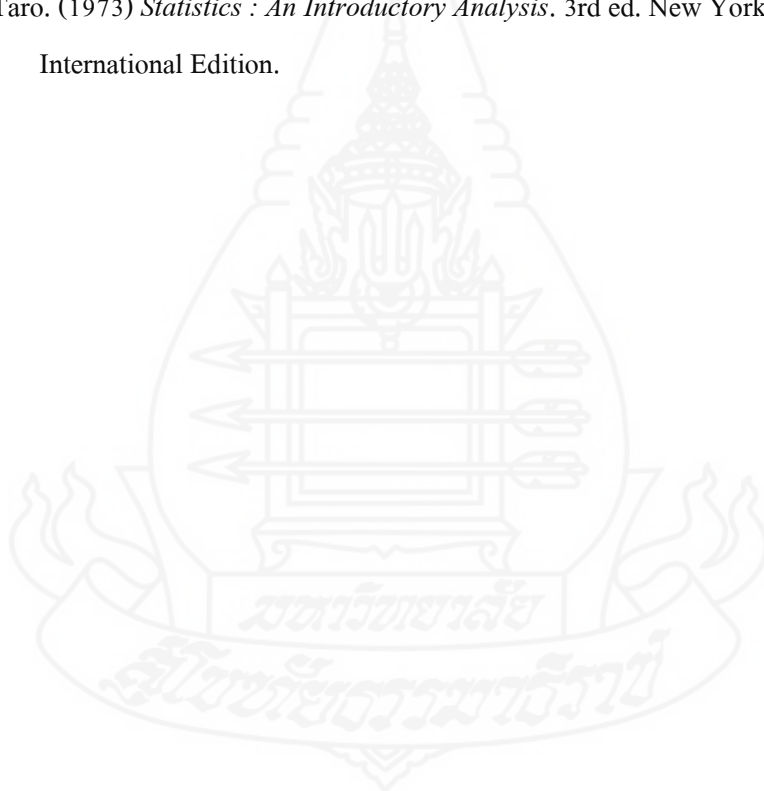 Taro. (1973) Statistics : An Introductory Analysis. 3rd ed. New York
International Edition.
มหาวิทยาลัย
สุโขทัยธรรมาธิราช